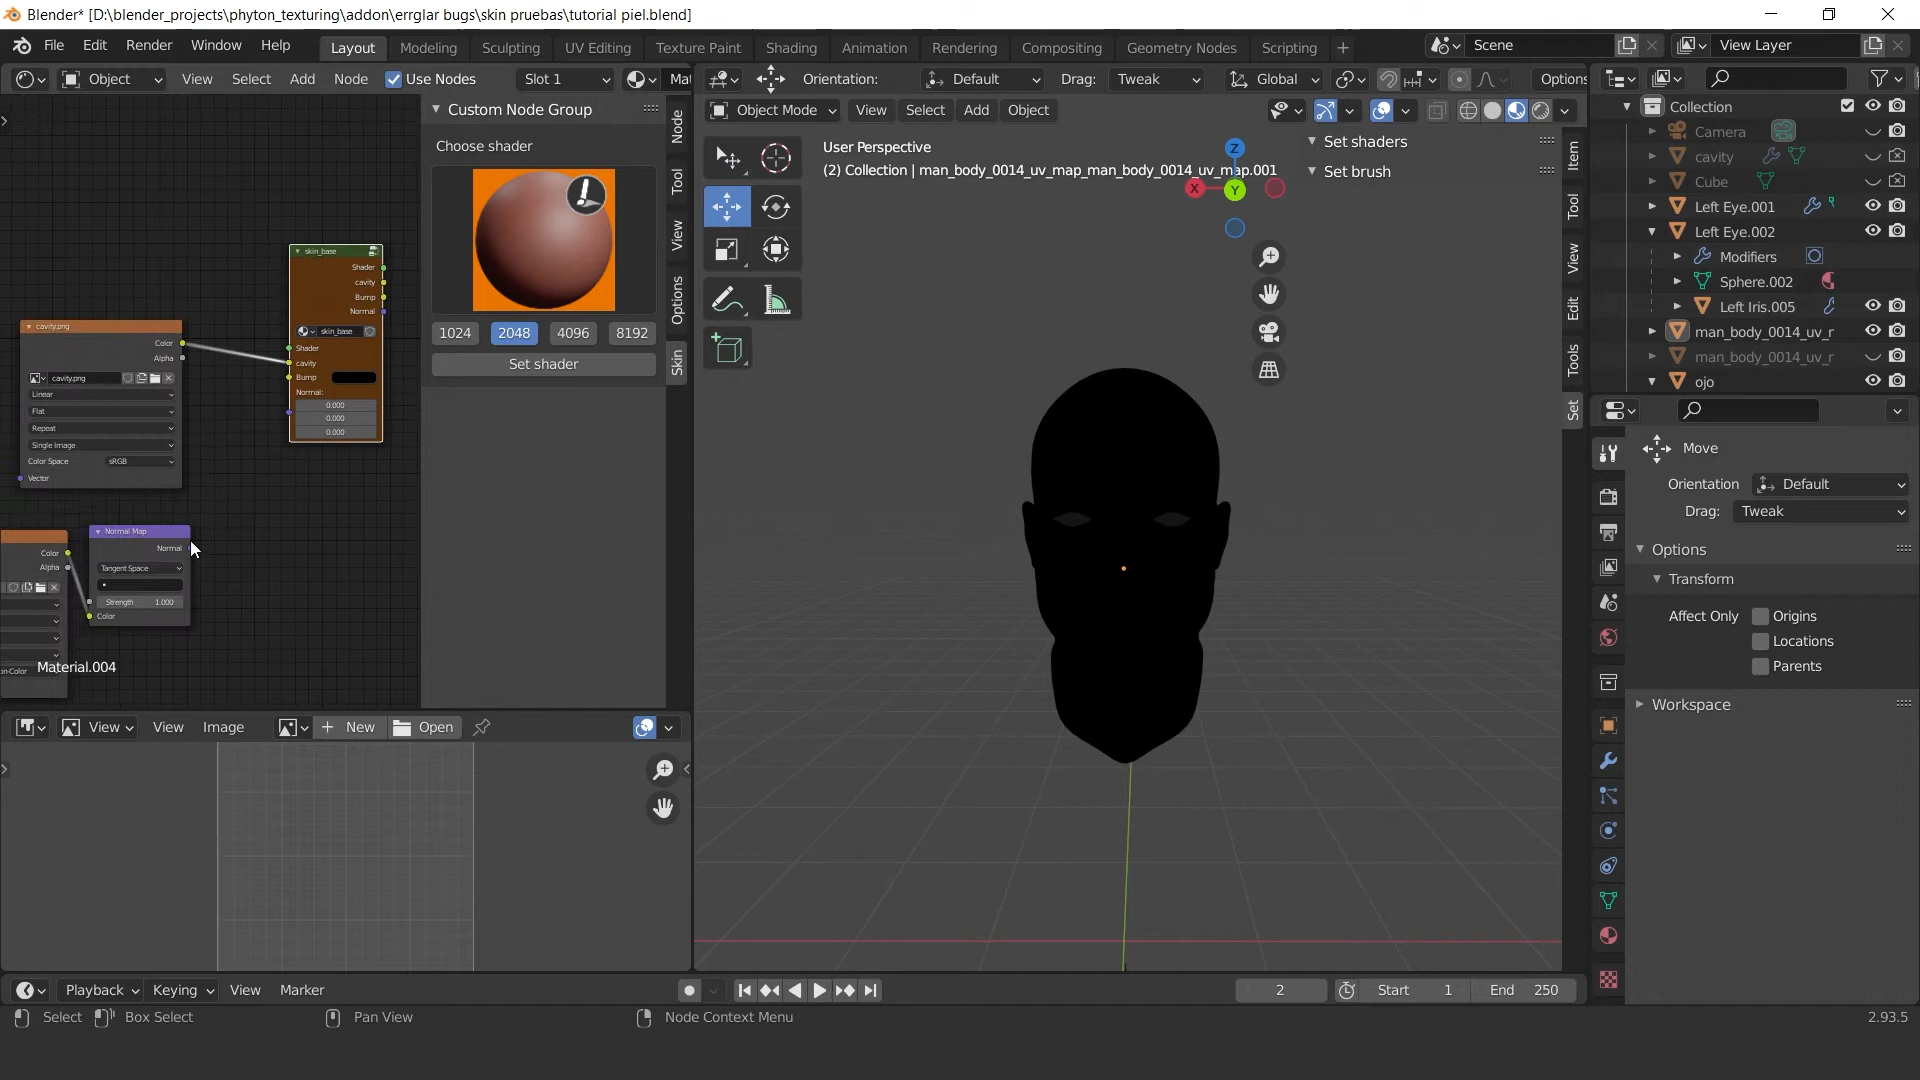 Blender* [D:\blender_projects\phyton_texturing\addon\errglar bugs\skin pruebas\tutorial piel.blend]
File Edit Render Window Help Layout Modeling Sculpting UV Editing Texture Paint Shading Animation Rendering Compositing Geometry Nodes Scripting + Scene View Layer
Object View Select Add Node Use Nodes Slot 1 Mat Orientation: Default Drag: Tweak Global Options
Custom Node Group
Choose shader
1024 2048 4096 8192
Set shader
Node
Tool
View
Options
Skin
skin_base
Shader
cavity
Bump
Normal
skin_base
Shader
cavity
Bump
Normal:
0.000
0.000
0.000
cavity.png
Color
Alpha
cavity.png
Linear
Flat
Repeat
Single Image
Color Space sRGB
Vector
Color
Alpha
on-Color
Normal Map
Normal
Tangent Space
Strength 1.000
Color
Material.004
View View Image + New Open
Object Mode View Select Add Object
User Perspective
(2) Collection | man_body_0014_uv_map_man_body_0014_uv_map.001
Z
X
Y
Set shaders
Set brush
Item
Tool
View
Edit
Tools
Set
Collection
Camera
cavity
Cube
Left Eye.001
Left Eye.002
Modifiers
Sphere.002
Left Iris.005
man_body_0014_uv_r
man_body_0014_uv_r
ojo
Move
Orientation Default
Drag: Tweak
Options
Transform
Affect Only Origins
Locations
Parents
Workspace
Playback Keying View Marker 2 Start 1 End 250
Select Box Select Pan View Node Context Menu 2.93.5